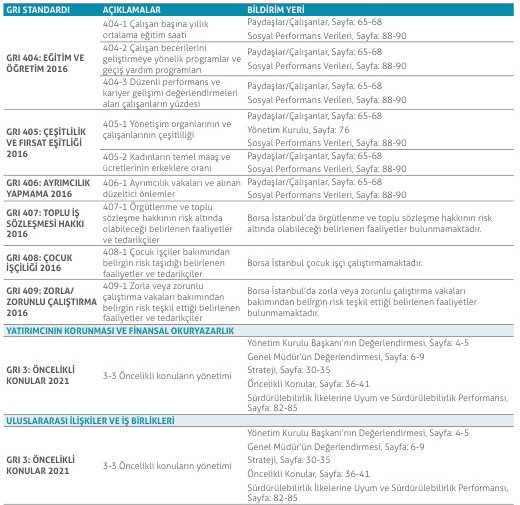 GRI STANDARDI AÇIKLAMALAR BİLDİRİM YERİ
GRI 404: EĞİTİM VE
ÖĞRETİM 2016
404-1 Çalışan başına yıllık
ortalama eğitim saati
Paydaşlar/Çalışanlar, Sayfa: 65-68
Sosyal Performans Verileri, Sayfa: 88-90
404-2 Çalışan becerilerini
geliştirmeye yönelik programlar ve
geçiş yardım programları
Paydaşlar/Çalışanlar, Sayfa: 65-68
Sosyal Performans Verileri, Sayfa: 88-90
404-3 Düzenli performans ve
kariyer gelişimi değerlendirmeleri
alan çalışanların yüzdesi
Paydaşlar/Çalışanlar, Sayfa: 65-68
Sosyal Performans Verileri, Sayfa: 88-90
GRI 405: ÇEŞİTLİLİK
VE FIRSAT EŞİTLİĞİ
2016
405-1 Yönetişim organlarının ve
çalışanlarının çeşitliliği
Paydaşlar/Çalışanlar, Sayfa: 65-68
Yönetim Kurulu, Sayfa: 76
Sosyal Performans Verileri, Sayfa: 88-90
405-2 Kadınların temel maaş ve
ücretlerinin erkeklere oranı
Paydaşlar/Çalışanlar, Sayfa: 65-68
Sosyal Performans Verileri, Sayfa: 88-90
GRI 406: AYRIMCILIK
YAPMAMA 2016
406-1 Ayrımcılık vakaları ve alınan
düzeltici önlemler
Paydaşlar/Çalışanlar, Sayfa: 65-68
Sosyal Performans Verileri, Sayfa: 88-90
GRI 407: TOPLU İŞ
SÖZLEŞMESİ HAKKI
2016
407-1 Örgütlenme ve toplu
sözleşme hakkının risk altında
olabileceği belirlenen faaliyetler
ve tedarikçiler
Borsa İstanbul'da örgütlenme ve toplu sözleşme hakkının risk
altında olabileceği belirlenen faaliyetler bulunmamaktadır.
GRI 408: ÇOCUK
İŞÇİLİĞİ 2016
408-1 Çocuk işçiler bakımından
belirgin risk taşıdığı belirlenen
faaliyetler ve tedarikçiler
Borsa İstanbul çocuk işçi çalıştırmamaktadır.
GRI 409: ZORLA/
ZORUNLU ÇALIŞTIRMA
2016
409-1 Zorla veya zorunlu
çalıştırma vakaları bakımından
belirgin risk teşkil ettiği belirlenen
faaliyetler ve tedarikçiler
Borsa İstanbul'da zorla veya zorunlu çalıştırma vakaları
bakımından belirgin risk teşkil ettiği belirlenen faaliyetler
bulunmamaktadır.
YATIRIMCININ KORUNMASI VE FİNANSAL OKURYAZARLIK
GRI 3: ÖNCELİKLİ
KONULAR 2021
3-3 Öncelikli konuların yönetimi
Yönetim Kurulu Başkanı'nın Değerlendirmesi, Sayfa: 4-5
Genel Müdür'ün Değerlendirmesi, Sayfa: 6-9
Strateji, Sayfa: 30-35
Öncelikli Konular, Sayfa: 36-41
Sürdürülebilirlik İlkelerine Uyum ve Sürdürülebilirlik Performansı,
Sayfa: 82-85
ULUSLARARASI İLİŞKİLER VE İŞ BİRLİKLERİ
GRI 3: ÖNCELİKLİ
KONULAR 2021
3-3 Öncelikli konuların yönetimi
Yönetim Kurulu Başkanı'nın Değerlendirmesi, Sayfa: 4-5
Genel Müdür'ün Değerlendirmesi, Sayfa: 6-9
Strateji, Sayfa: 30-35
Öncelikli Konular, Sayfa: 36-41
Sürdürülebilirlik İlkelerine Uyum ve Sürdürülebilirlik Performansı,
Sayfa: 82-85